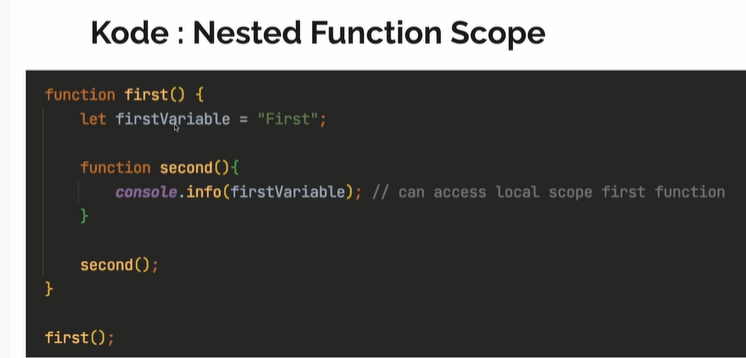 Kode : Nested Function Scope
function first() {
    let firstVariable = "First";
    function second(){
        console.info(firstVariable); // can access local scope first function
    }
    second();
}
first();